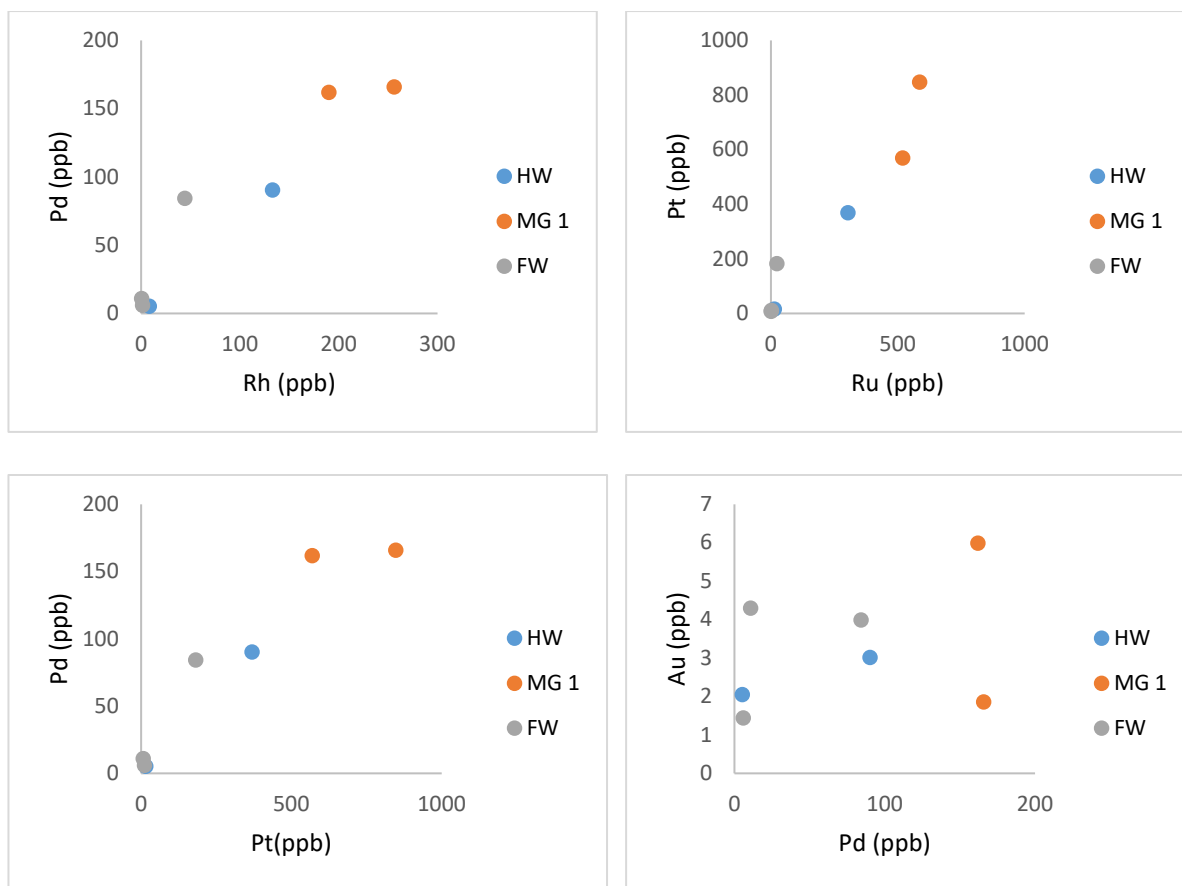 200
150
100
50
0
Pd (ppb)
0 100 200 300
Rh (ppb)
HW
MG 1
FW
1000
800
600
400
200
0
Pt (ppb)
0 500 1000
Ru (ppb)
HW
MG 1
FW
200
150
100
50
0
Pd (ppb)
0 500 1000
Pt(ppb)
HW
MG 1
FW
7
6
5
4
3
2
1
0
Au (ppb)
0 100 200
Pd (ppb)
HW
MG 1
FW